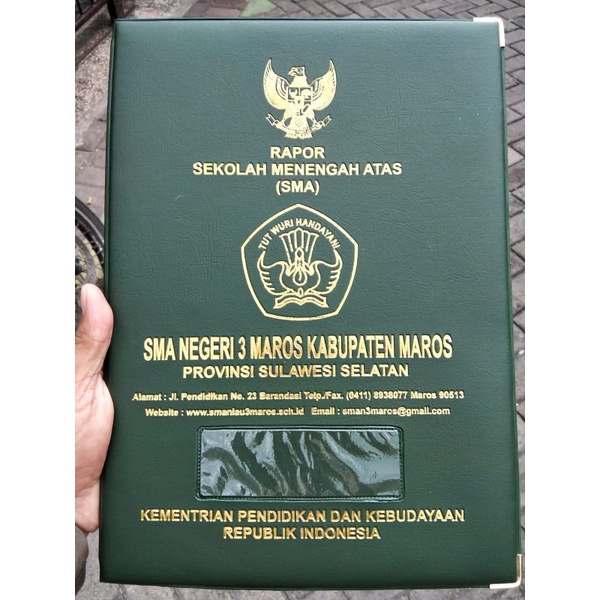 RAPOR
SEKOLAH MENENGAH ATAS
(SMA)
TUT WURI HANDAYANI
SMA NEGERI 3 MAROS KABUPATEN MAROS
PROVINSI SULAWESI SELATAN
Alamat : Jl. Pendidikan No. 23 Barandasi Telp./Fax. (0411) 8938077 Maros 90513
Website : www.smanlau3maros.sch.id Email : sman3maros@gmail.com
KEMENTRIAN PENDIDIKAN DAN KEBUDAYAAN
REPUBLIK INDONESIA